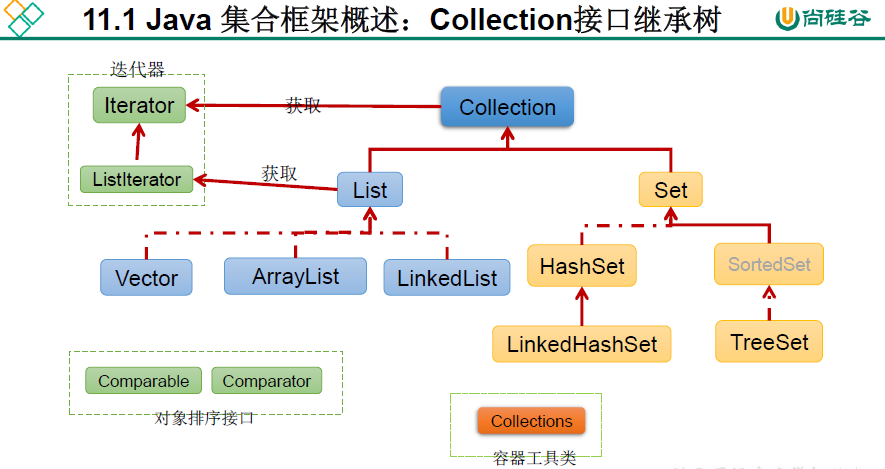 11.1 Java 集合框架概述：Collection接口继承树
尚硅谷
迭代器
Iterator
获取
Collection
ListIterator
获取
List
Set
Vector
ArrayList
LinkedList
HashSet
SortedSet
LinkedHashSet
TreeSet
Comparable
Comparator
对象排序接口
Collections
容器工具类